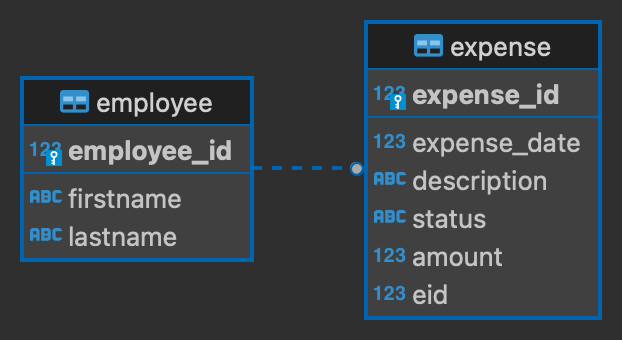 employee
123 employee_id
ABC firstname
ABC lastname
expense
123 expense_id
123 expense_date
ABC description
ABC status
123 amount
123 eid